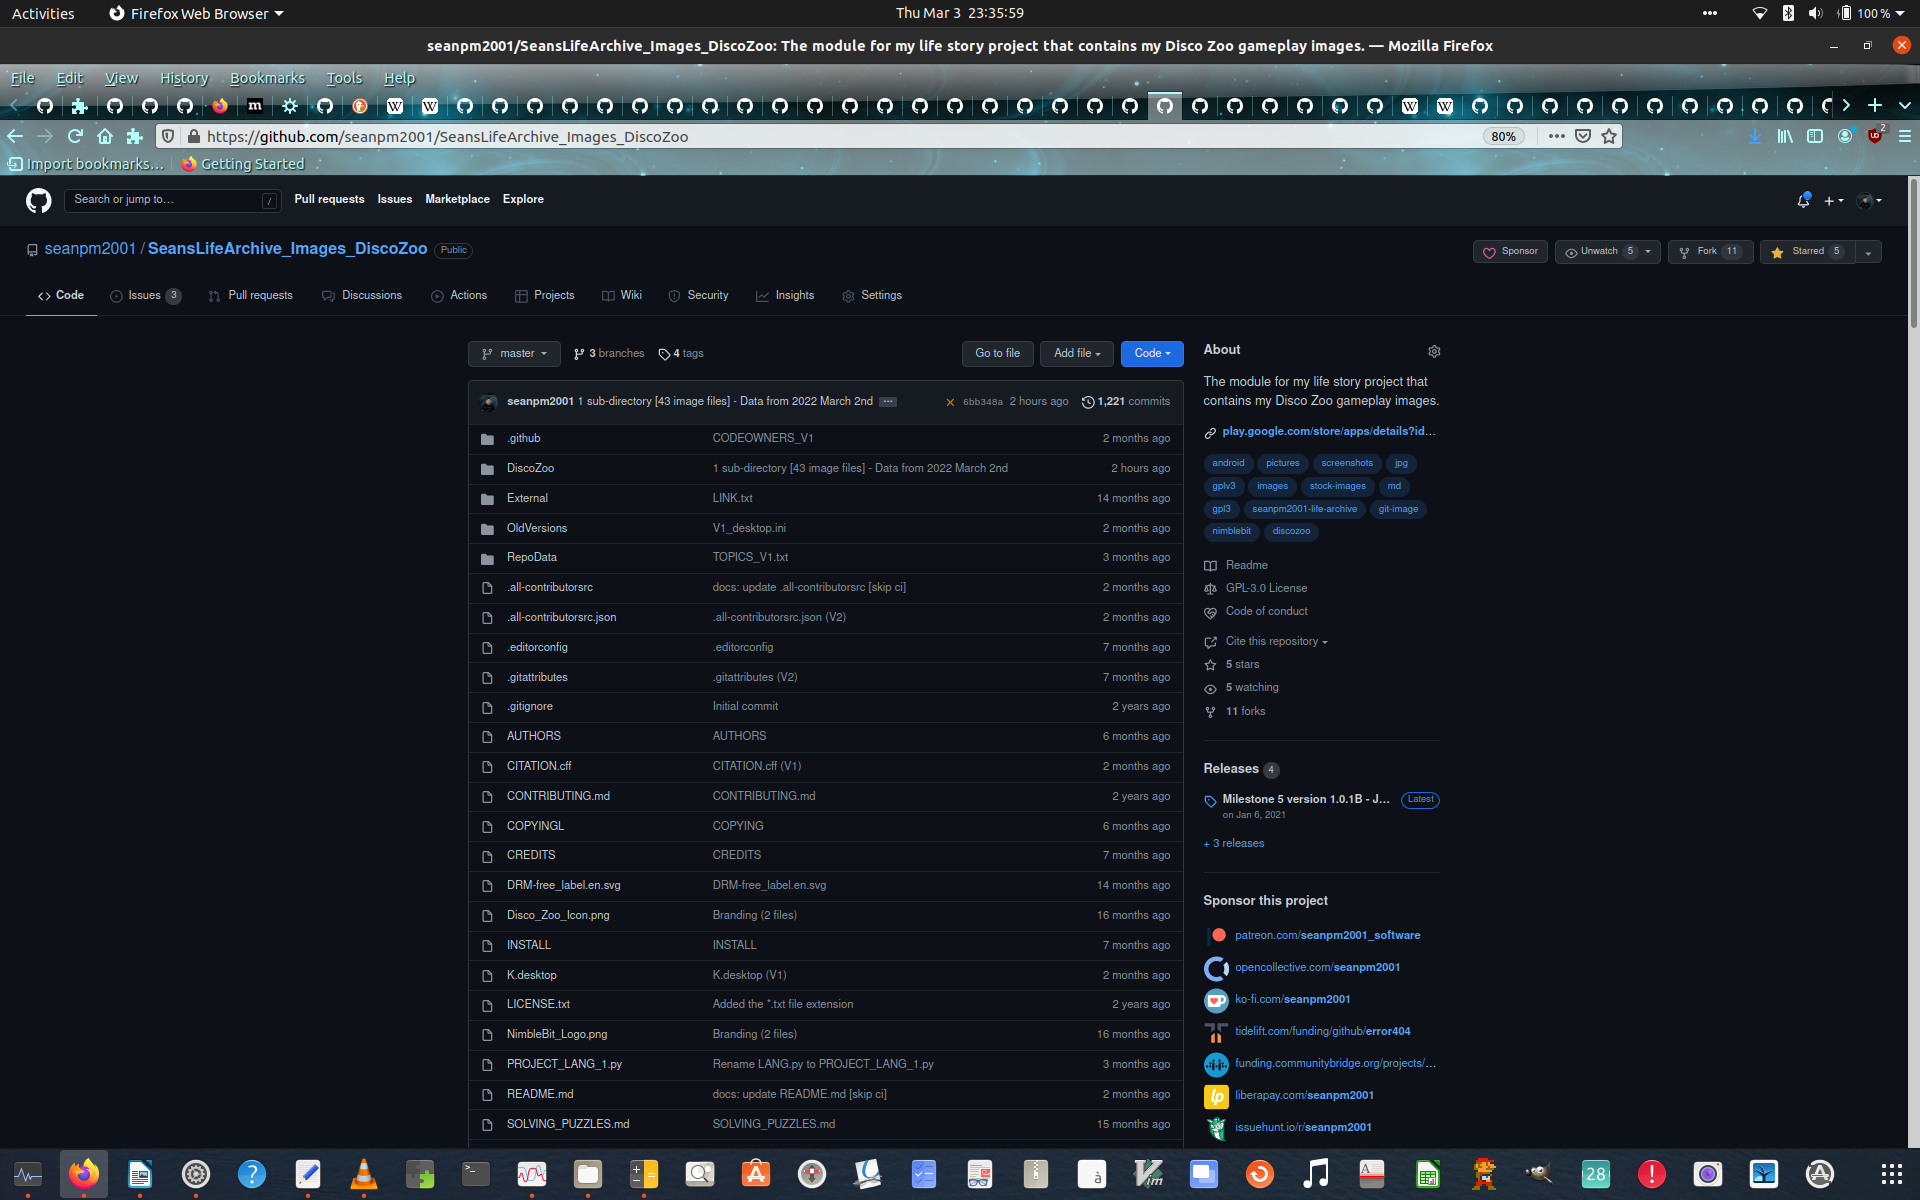 Activities
Firefox Web Browser
Thu Mar 3 23:35:59
100 %
seanpm2001/SeansLifeArchive_Images_DiscoZoo: The module for my life story project that contains my Disco Zoo gameplay images. — Mozilla Firefox
File Edit View History Bookmarks Tools Help
https://github.com/seanpm2001/SeansLifeArchive_Images_DiscoZoo
80%
2
Import bookmarks...
Getting Started
Search or jump to...
/
Pull requests Issues Marketplace Explore
seanpm2001 / SeansLifeArchive_Images_DiscoZoo Public
Sponsor Unwatch 5 Fork 11 Starred 5
Code Issues 3 Pull requests Discussions Actions Projects Wiki Security Insights Settings
master 3 branches 4 tags
Go to file Add file Code
seanpm2001 1 sub-directory [43 image files] - Data from 2022 March 2nd ... 6bb348a 2 hours ago 1,221 commits
.github CODEOWNERS_V1 2 months ago
DiscoZoo 1 sub-directory [43 image files] - Data from 2022 March 2nd 2 hours ago
External LINK.txt 14 months ago
OldVersions V1_desktop.ini 2 months ago
RepoData TOPICS_V1.txt 3 months ago
.all-contributorsrc docs: update .all-contributorsrc [skip ci] 2 months ago
.all-contributorsrc.json .all-contributorsrc.json (V2) 2 months ago
.editorconfig .editorconfig 7 months ago
.gitattributes .gitattributes (V2) 7 months ago
.gitignore Initial commit 2 years ago
AUTHORS AUTHORS 6 months ago
CITATION.cff CITATION.cff (V1) 2 months ago
CONTRIBUTING.md CONTRIBUTING.md 2 years ago
COPYINGL COPYING 6 months ago
CREDITS CREDITS 7 months ago
DRM-free_label.en.svg DRM-free_label.en.svg 14 months ago
Disco_Zoo_Icon.png Branding (2 files) 16 months ago
INSTALL INSTALL 7 months ago
K.desktop K.desktop (V1) 2 months ago
LICENSE.txt Added the *.txt file extension 2 years ago
NimbleBit_Logo.png Branding (2 files) 16 months ago
PROJECT_LANG_1.py Rename LANG.py to PROJECT_LANG_1.py 3 months ago
README.md docs: update README.md [skip ci] 2 months ago
SOLVING_PUZZLES.md SOLVING_PUZZLES.md 15 months ago
About
The module for my life story project that
contains my Disco Zoo gameplay images.
play.google.com/store/apps/details?id...
android pictures screenshots jpg
gplv3 images stock-images md
gpl3 seanpm2001-life-archive git-image
nimblebit discozoo
Readme
GPL-3.0 License
Code of conduct
Cite this repository
5 stars
5 watching
11 forks
Releases 4
Milestone 5 version 1.0.1B - J... Latest
on Jan 6, 2021
+ 3 releases
Sponsor this project
patreon.com/seanpm2001_software
opencollective.com/seanpm2001
ko-fi.com/seanpm2001
tidelift.com/funding/github/error404
funding.communitybridge.org/projects/...
liberapay.com/seanpm2001
issuehunt.io/r/seanpm2001
28